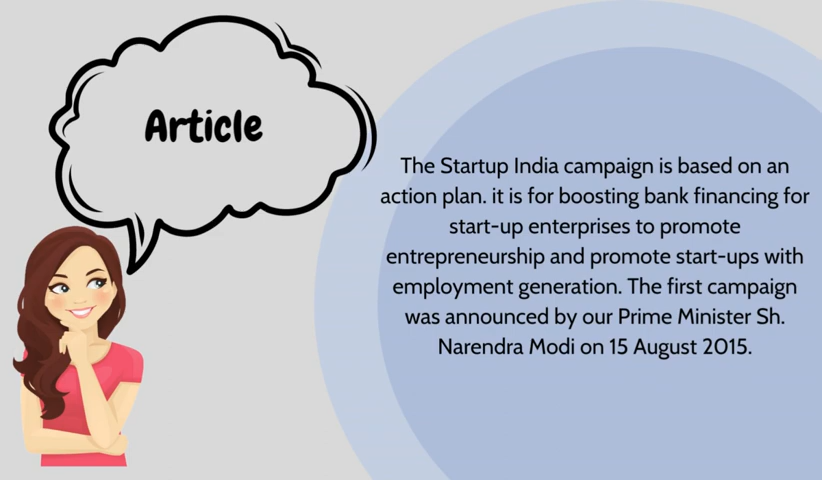 Article
The Startup India campaign is based on an
action plan. it is for boosting bank financing for
start-up enterprises to promote
entrepreneurship and promote start-ups with
employment generation. The first campaign
was announced by our Prime Minister Sh.
Narendra Modi on 15 August 2015.